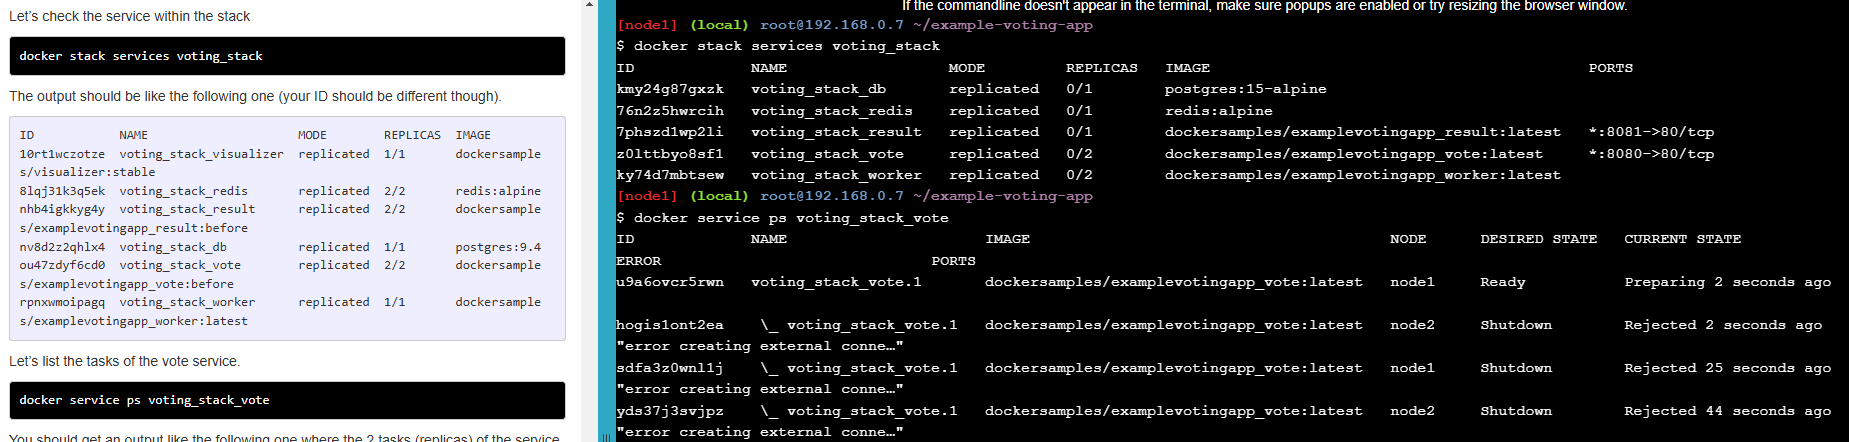 Let's check the service within the stack
docker stack services voting_stack
The output should be like the following one (your ID should be different though).
ID NAME MODE REPLICAS IMAGE
10rt1wczotze voting_stack_visualizer replicated 1/1 dockersample
s/visualizer:stable
8lqj31k3q5ek voting_stack_redis replicated 2/2 redis:alpine
nhb4igkkyg4y voting_stack_result replicated 2/2 dockersample
s/examplevotingapp_result:before
nv8d2z2qhlx4 voting_stack_db replicated 1/1 postgres:9.4
ou47zdyf6cd0 voting_stack_vote replicated 2/2 dockersample
s/examplevotingapp_vote:before
rpnxwmoipagq voting_stack_worker replicated 1/1 dockersample
s/examplevotingapp_worker:latest
Let's list the tasks of the vote service.
docker service ps voting_stack_vote
You should get an output like the following one where the 2 tasks (replicas) of the service
If the commandline doesn't appear in the terminal, make sure popups are enabled or try resizing the browser window.
[node1] (local) root@192.168.0.7 ~/example-voting-app
$ docker stack services voting_stack
ID NAME MODE REPLICAS IMAGE PORTS
kmy24g87gxzk voting_stack_db replicated 0/1 postgres:15-alpine
76n2z5hwrcih voting_stack_redis replicated 0/1 redis:alpine
7phszd1wp2li voting_stack_result replicated 0/1 dockersamples/examplevotingapp_result:latest *:8081->80/tcp
z0lttbyo8sf1 voting_stack_vote replicated 0/2 dockersamples/examplevotingapp_vote:latest *:8080->80/tcp
ky74d7mbtsew voting_stack_worker replicated 0/2 dockersamples/examplevotingapp_worker:latest
[node1] (local) root@192.168.0.7 ~/example-voting-app
$ docker service ps voting_stack_vote
ID NAME IMAGE NODE DESIRED STATE CURRENT STATE
ERROR PORTS
u9a6ovcr5rwn voting_stack_vote.1 dockersamples/examplevotingapp_vote:latest node1 Ready Preparing 2 seconds ago
hogis1ont2ea \_ voting_stack_vote.1 dockersamples/examplevotingapp_vote:latest node2 Shutdown Rejected 2 seconds ago
"error creating external conne…"
sdfa3z0wnl1j \_ voting_stack_vote.1 dockersamples/examplevotingapp_vote:latest node1 Shutdown Rejected 25 seconds ago
"error creating external conne…"
yds37j3svjpz \_ voting_stack_vote.1 dockersamples/examplevotingapp_vote:latest node2 Shutdown Rejected 44 seconds ago
"error creating external conne…"